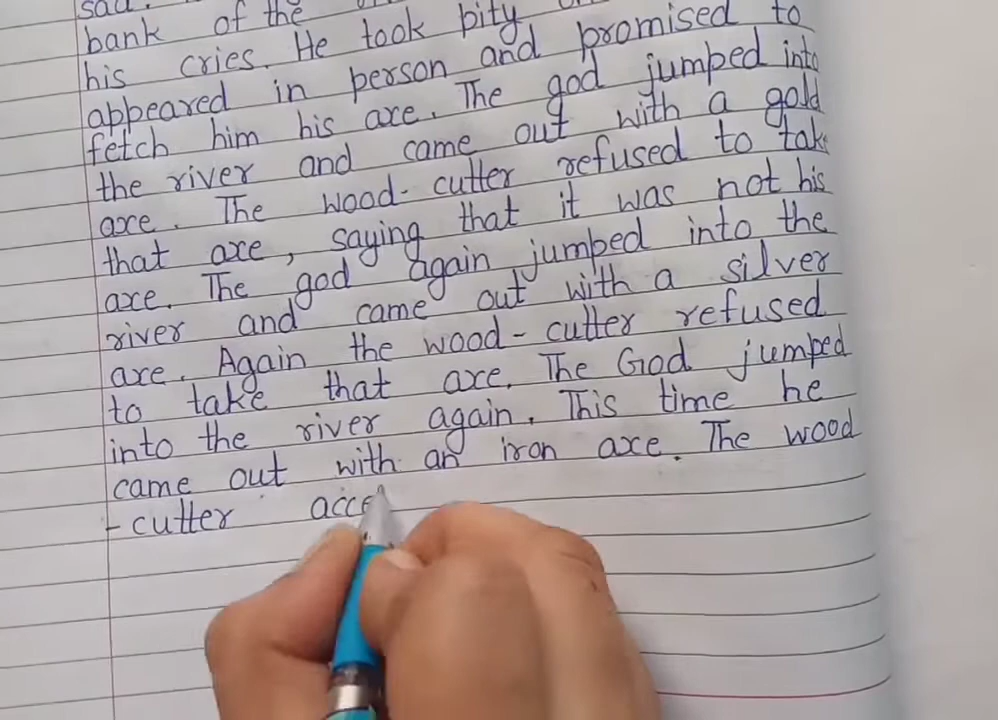 sad.
bank of the
his cries. He took pity
appeared in person and promised to
fetch him his axe. The god jumped into
the river and came out with a gold
axe. The wood-cutter refused to take
that axe, saying that it was not his
axe. The god again jumped into the
river and came out with a silver
axe. Again the wood-cutter refused
to take that axe. The God jumped
into the river again. This time he
came out with an iron axe. The wood
-cutter acce